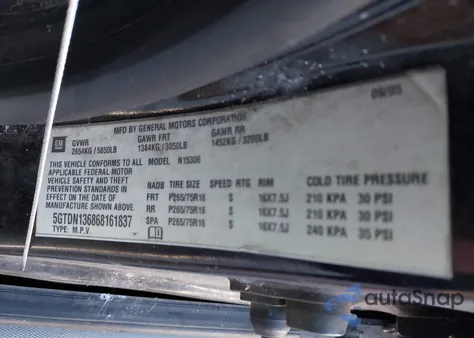 09/05
MFD BY GENERAL MOTORS CORPORATION
GM GVWR GAWR FRT GAWR RR
2654KG / 5850LB 1384KG / 3050LB 1452KG / 3200LB
THIS VEHICLE CONFORMS TO ALL MODEL N15306
APPLICABLE FEDERAL MOTOR
VEHICLE SAFETY AND THEFT NADB TIRE SIZE SPEED RTG RIM COLD TIRE PRESSURE
PREVENTION STANDARDS IN FRT P265/75R16 S 16X7.5J 210 KPA 30 PSI
EFFECT ON THE DATE OF
MANUFACTURE SHOWN ABOVE. RR P265/75R16 S 16X7.5J 210 KPA 30 PSI
5GTDN136868161837 SPA P265/75R16 S 16X7.5J 240 KPA 35 PSI
TYPE: M.P.V.
autoSnap